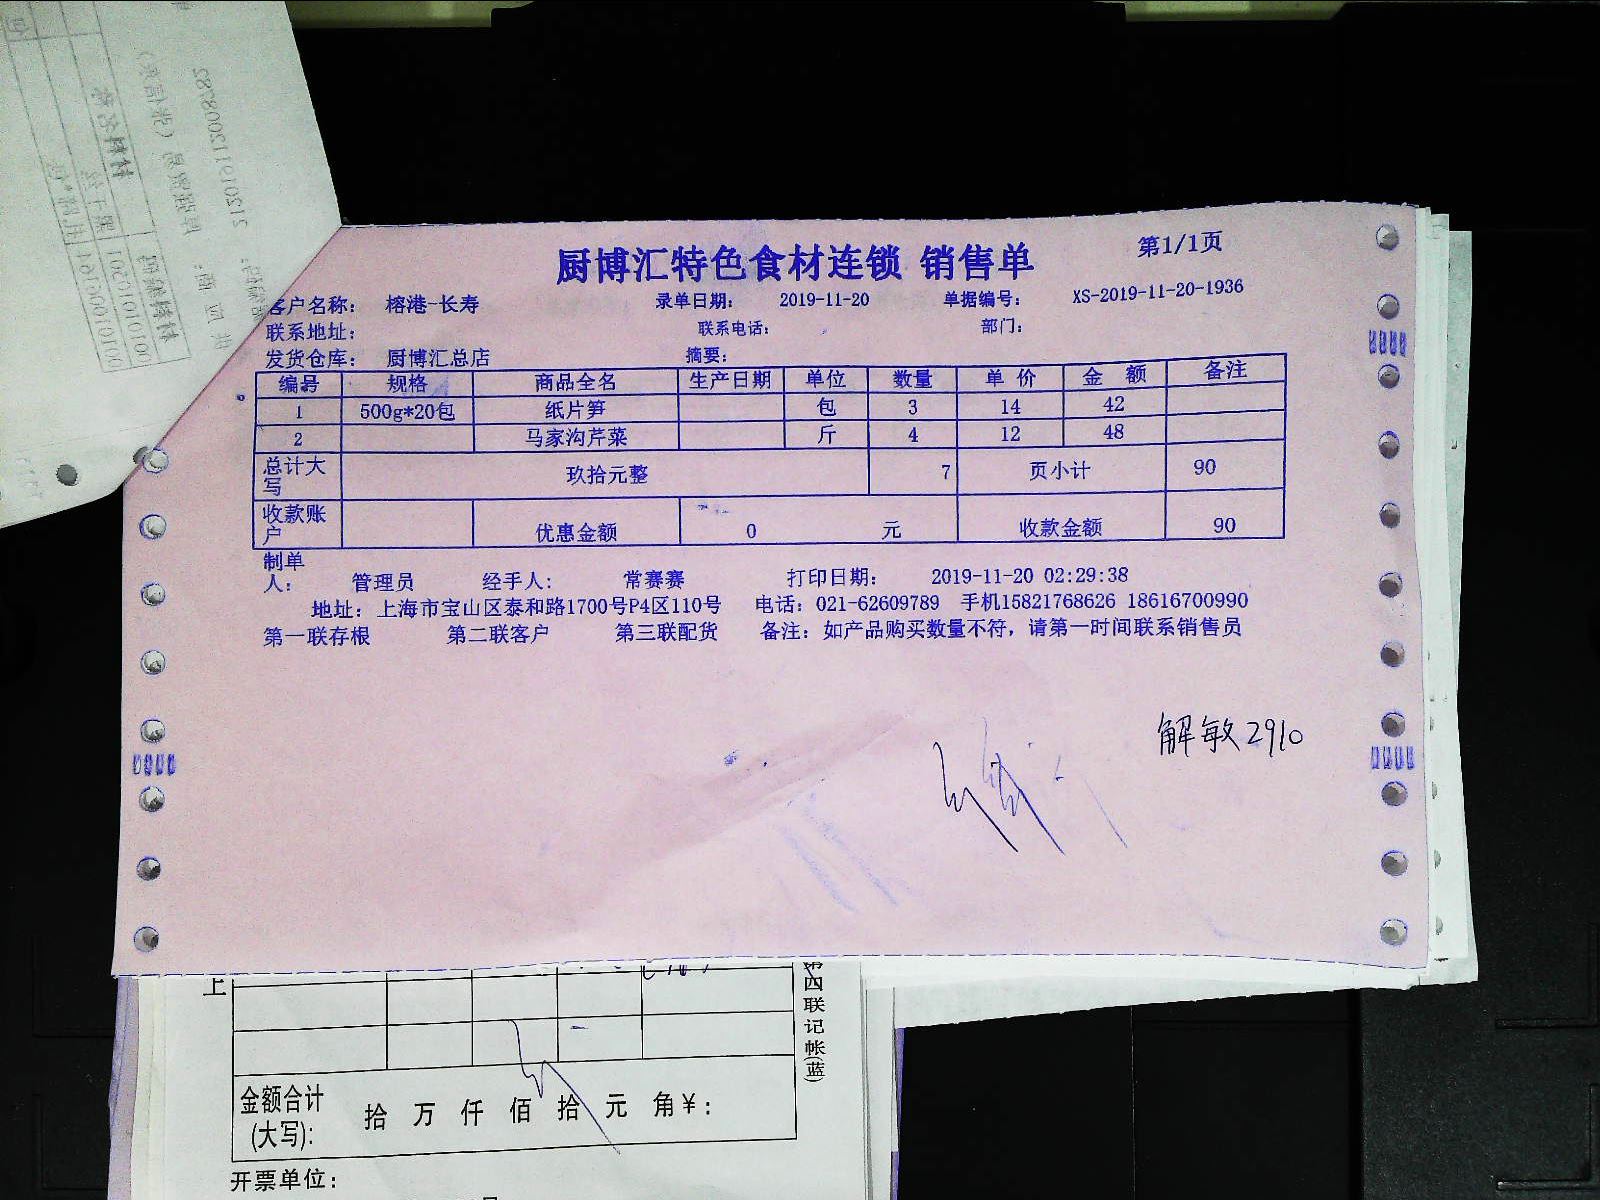 厨博汇特色食材连锁 销售单 第1/1页
客户名称： 榕港-长寿 录单日期： 2019-11-20 单据编号： XS-2019-11-20-1936
联系地址： 联系电话： 部门：
发货仓库： 厨博汇总店 摘要：
编号 规格 商品全名 生产日期 单位 数量 单价 金额 备注
1 500g*20包 纸片笋 包 3 14 42
2 马家沟芹菜 斤 4 12 48
总计大写 玖拾元整 7 页小计 90
收款账户 优惠金额 0 元 收款金额 90
制单人： 管理员 经手人： 常赛赛 打印日期： 2019-11-20 02:29:38
地址：上海市宝山区泰和路1700号P4区110号 电话：021-62609789 手机15821768626 18616700990
第一联存根 第二联客户 第三联配货 备注：如产品购买数量不符，请第一时间联系销售员
解敏2910
上
第四联记帐(蓝)
金额合计(大写): 拾 万 仟 佰 拾 元 角¥:
开票单位: